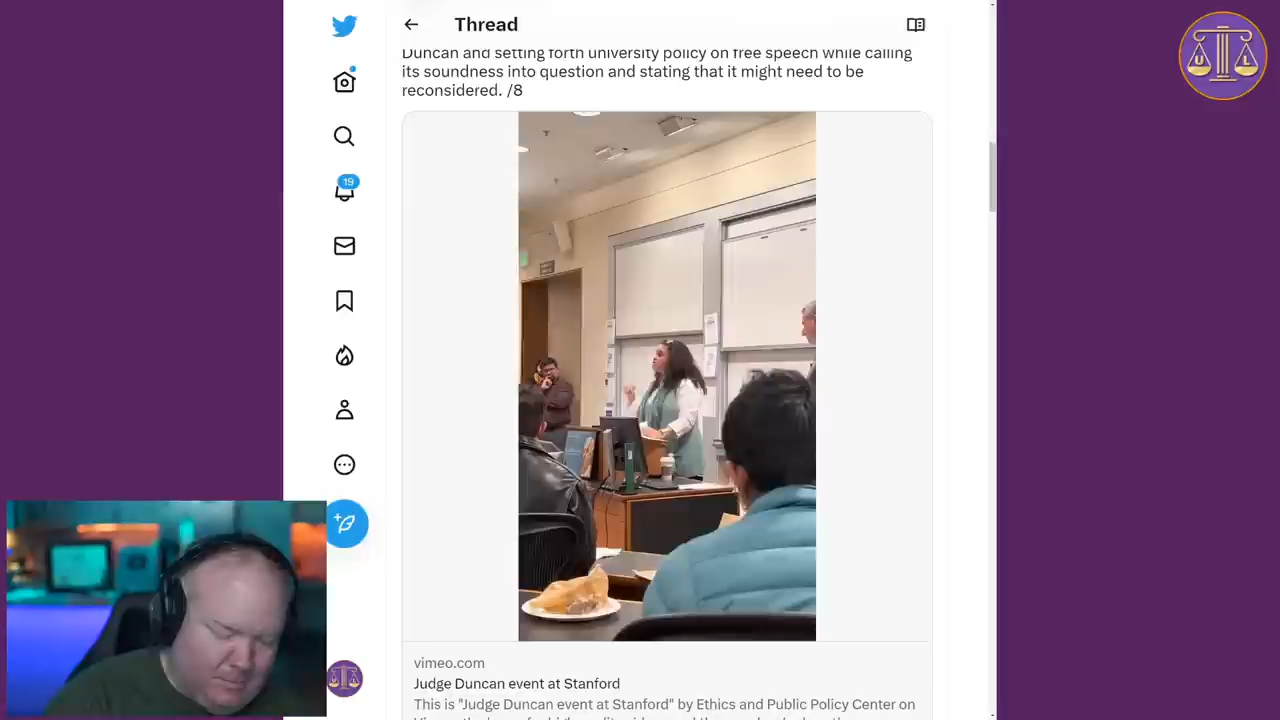 Thread
Duncan and setting forth university policy on free speech while calling
its soundness into question and stating that it might need to be
reconsidered. /8
19
U L
vimeo.com
Judge Duncan event at Stanford
This is "Judge Duncan event at Stanford" by Ethics and Public Policy Center on